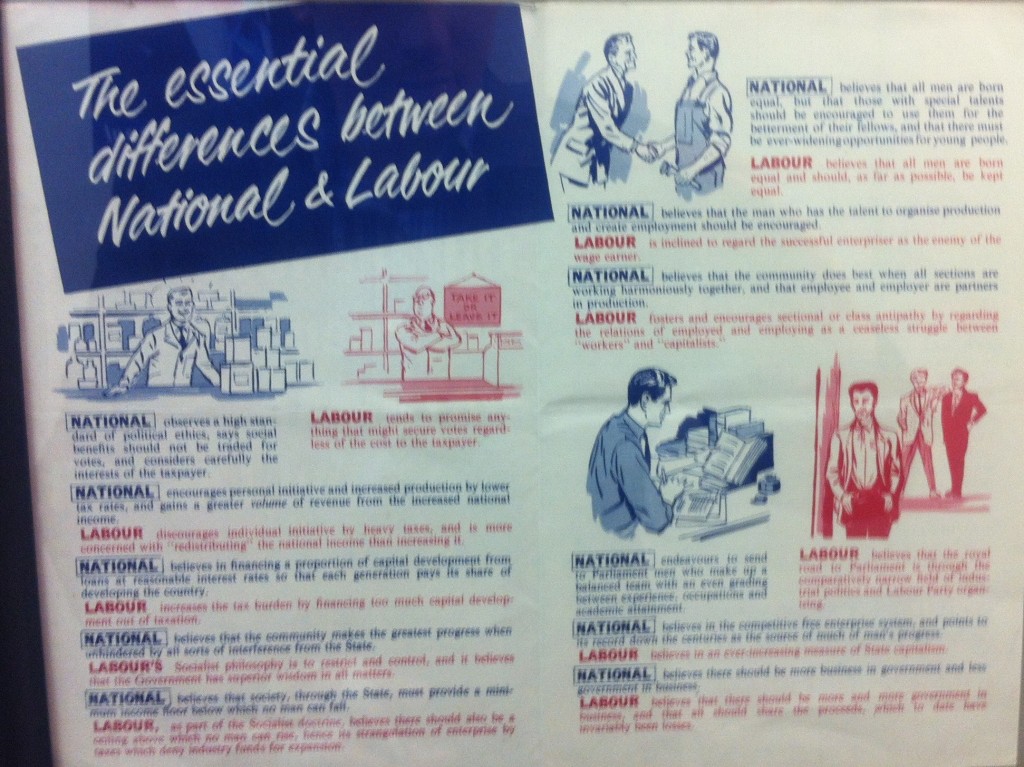 The essential
differences between
National & Labour
TAKE IT
OR
LEAVE IT
NATIONAL observes a high stan-
dard of political ethics, says social
benefits should not be traded for
votes, and considers carefully the
interests of the taxpayer.
LABOUR tends to promise any-
thing that might secure votes regard-
less of the cost to the taxpayer.
NATIONAL encourages personal initiative and increased production by lower
tax rates, and gains a greater volume of revenue from the increased national
income.
LABOUR discourages individual initiative by heavy taxes, and is more
concerned with "redistributing" the national income than increasing it.
NATIONAL believes in financing a proportion of capital development from
loans at reasonable interest rates so that each generation pays its share of
developing the country.
LABOUR increases the tax burden by financing too much capital develop-
ment out of taxation.
NATIONAL believes that the community makes the greatest progress when
unhindered by all sorts of interference from the State.
LABOUR'S Socialist philosophy is to restrict and control, and it believes
that the Government has superior wisdom in all matters.
NATIONAL believes that society, through the State, must provide a mini-
mum income floor below which no man can fall.
LABOUR, as part of the Socialist doctrine, believes there should also be a
ceiling above which no man can rise, hence its strangulation of enterprise by
taxes which deny industry funds for expansion.
NATIONAL believes that all men are born
equal, but that those with special talents
should be encouraged to use them for the
betterment of their fellows, and that there must
be ever-widening opportunities for young people.
LABOUR believes that all men are born
equal and should, as far as possible, be kept
equal.
NATIONAL believes that the man who has the talent to organise production
and create employment should be encouraged.
LABOUR is inclined to regard the successful enterpriser as the enemy of the
wage earner.
NATIONAL believes that the community does best when all sections are
working harmoniously together, and that employee and employer are partners
in production.
LABOUR fosters and encourages sectional or class antipathy by regarding
the relations of employed and employing as a ceaseless struggle between
"workers" and "capitalists."
NATIONAL endeavours to send
to Parliament men who make up a
balanced team with an even grading
between experience, occupations and
academic attainment.
LABOUR believes that the royal
road to Parliament is through the
comparatively narrow field of indus-
trial politics and Labour Party organ-
izing.
NATIONAL believes in the competitive free enterprise system, and points to
its record down the centuries as the source of much of man's progress.
LABOUR believes in an ever-increasing measure of State capitalism.
NATIONAL believes there should be more business in government and less
government in business.
LABOUR believes that there should be more and more government in
business, and that all should share the proceeds, which to date have
invariably been losses.